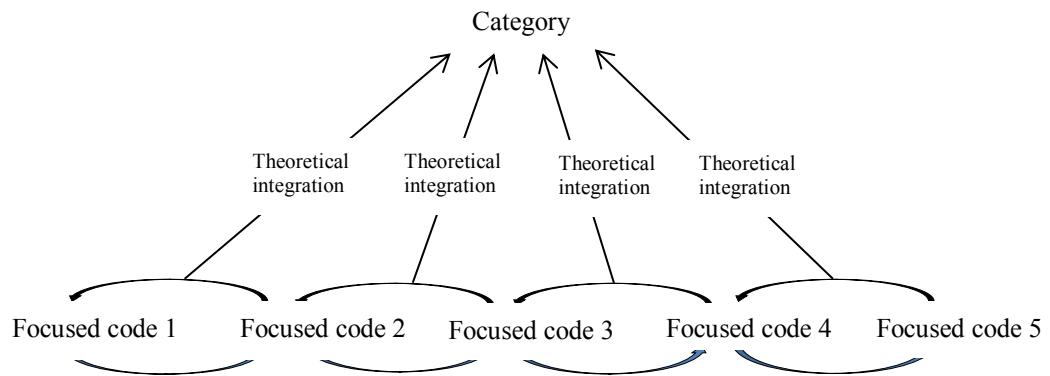 Category
Theoretical
integration
Theoretical
integration
Theoretical
integration
Theoretical
integration
Focused code 1
Focused code 2
Focused code 3
Focused code 4
Focused code 5